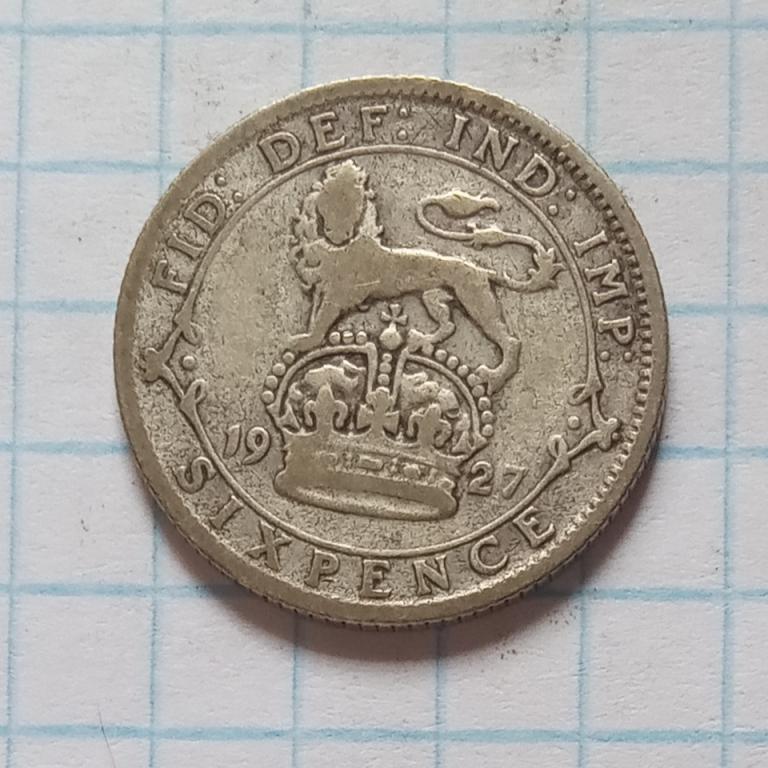 FID: DEF: IND: IMP:
19 27
SIXPENCE